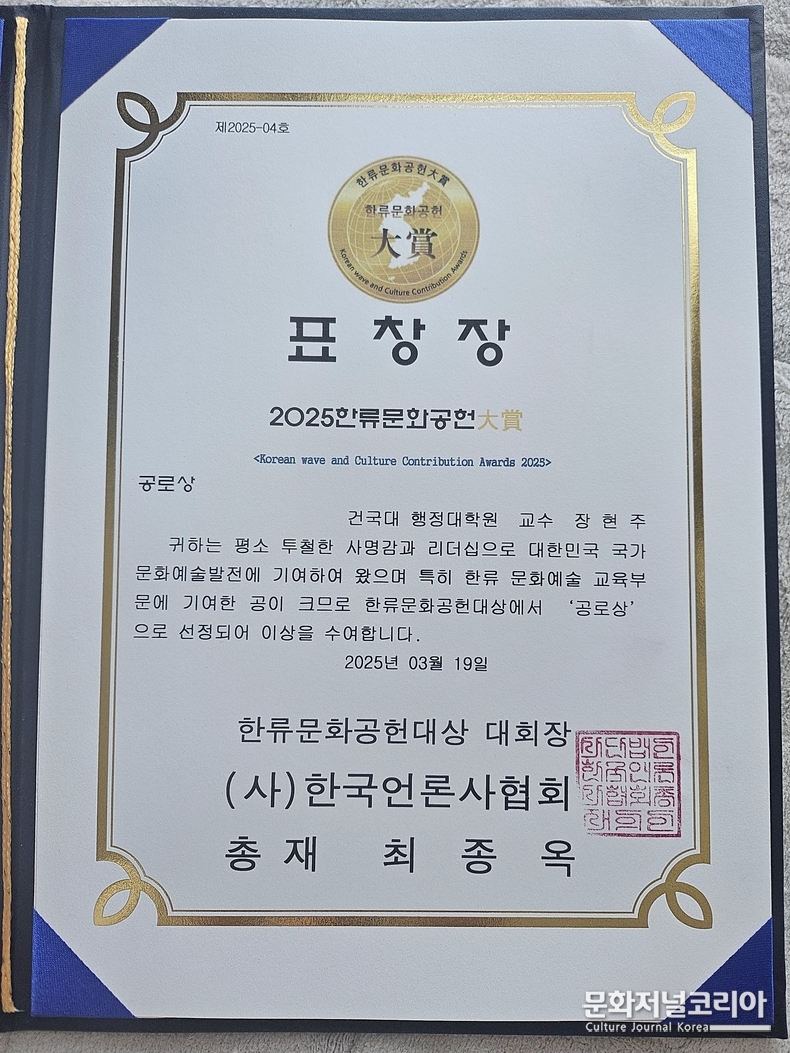 제2025-04호
한류문화공헌大賞
한류문화공헌
大賞
Korean wave and Culture Contribution Awards
표 창 장
2025한류문화공헌大賞
<Korean wave and Culture Contribution Awards 2025>
공로상
건국대 행정대학원 교수 장 현 주
귀하는 평소 투철한 사명감과 리더십으로 대한민국 국가
문화예술발전에 기여하여 왔으며 특히 한류 문화예술 교육부
문에 기여한 공이 크므로 한류문화공헌대상에서 '공로상'
으로 선정되어 이상을 수여합니다.
2025년 03월 19일
한류문화공헌대상 대회장
(사)한국언론사협회
총 재 최 종 옥
문화저널코리아
Culture Journal Korea